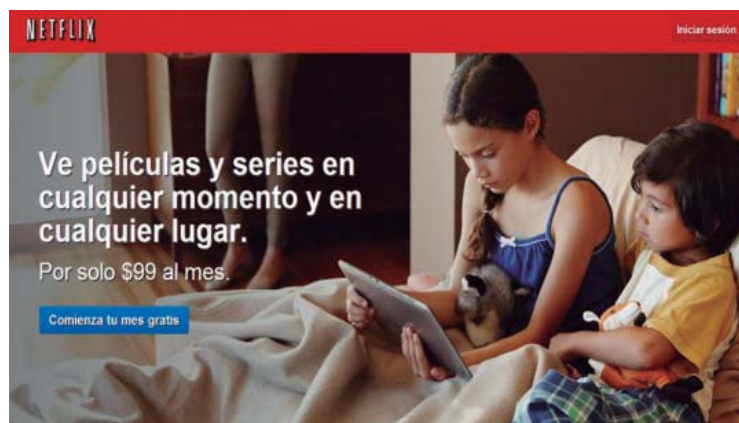 NETFLIX
Iniciar sesión
Ve películas y series en
cualquier momento y en
cualquier lugar.
Por solo $99 al mes.
Comienza tu mes gratis